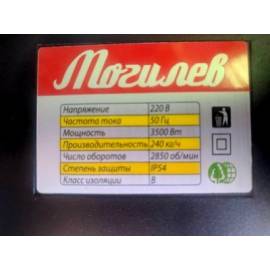 Могилев
Напряжение 220 В
Частота тока 50 Гц
Мощность 3500 Вт
Производительность 240 кг/ч
Число оборотов 2850 об/мин
Степень защиты IP54
Класс изоляции В